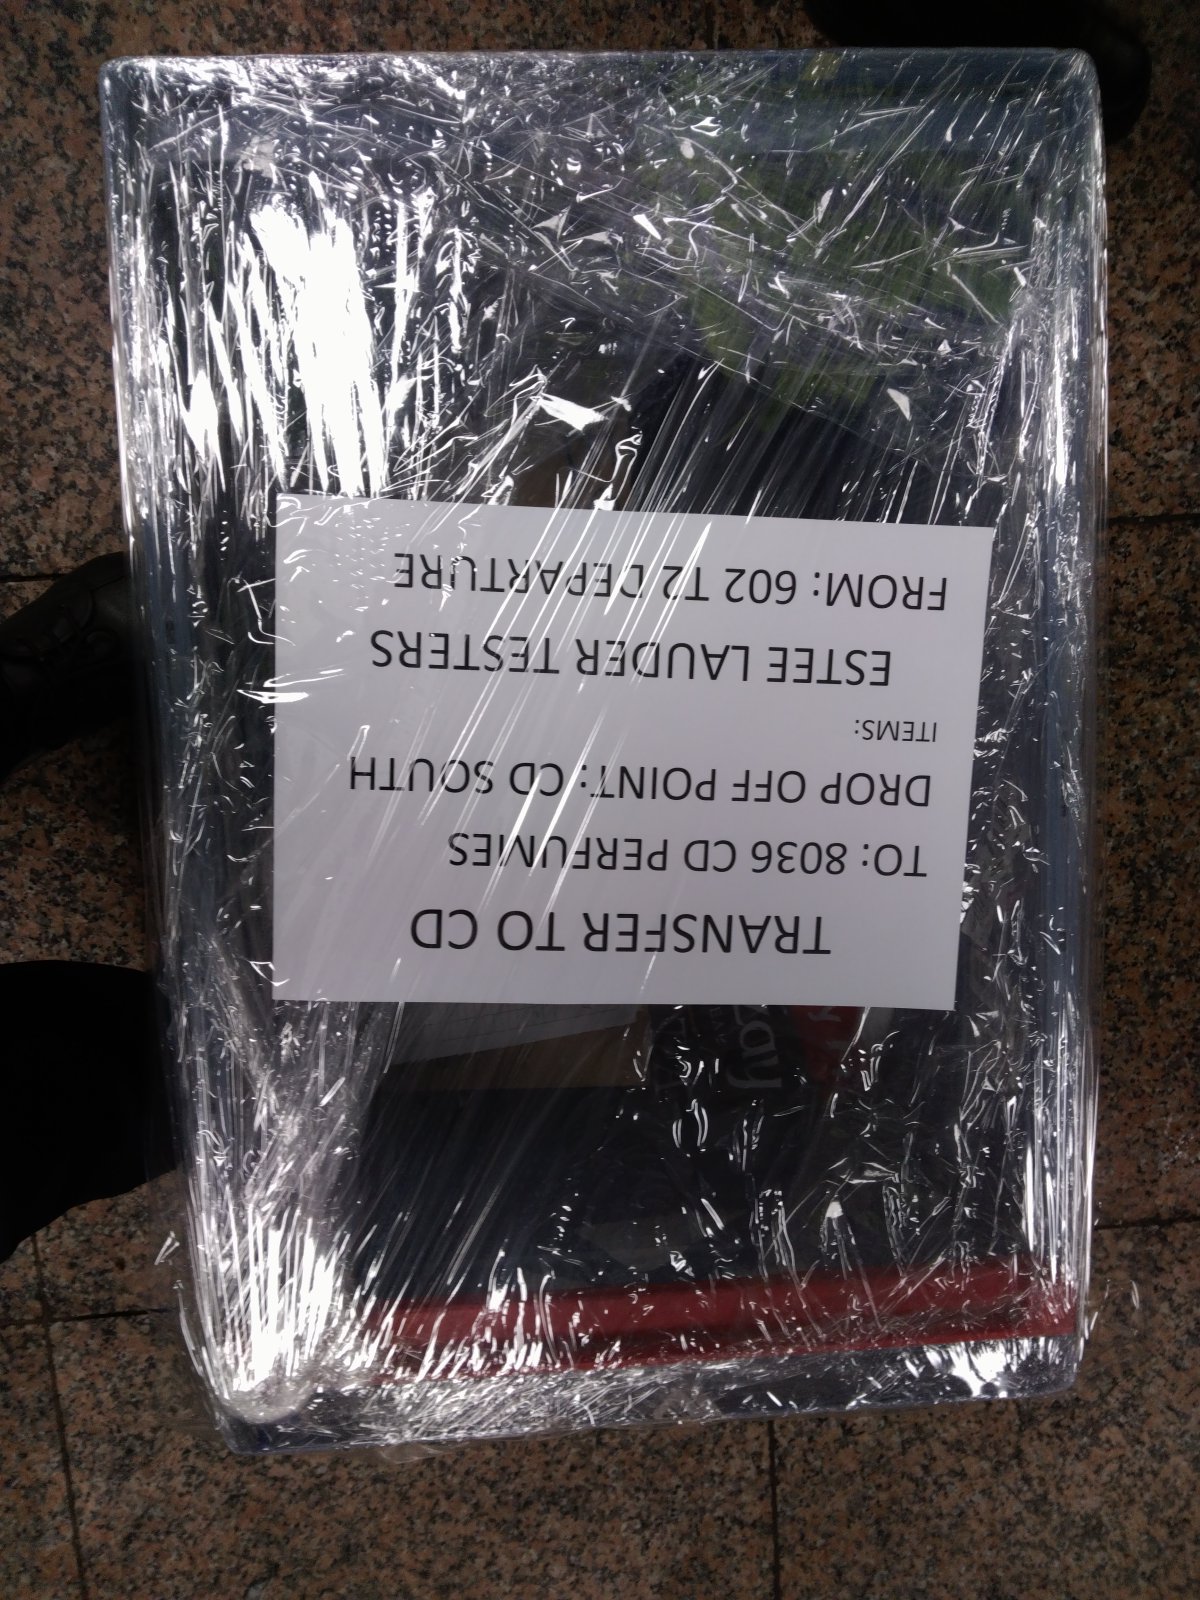 TRANSFER TO CD
TO: 8036 CD PERFUMES
DROP OFF POINT: CD SOUTH
ITEMS:
ESTEE LAUDER TESTERS
FROM: 602 T2 DEPARTURE